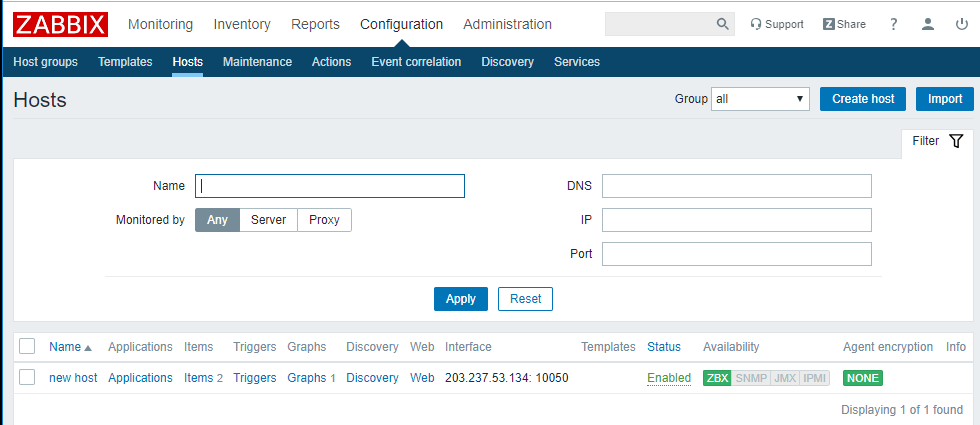 ZABBIX Monitoring Inventory Reports Configuration Administration Support Z Share ?
Host groups Templates Hosts Maintenance Actions Event correlation Discovery Services
Hosts Group all Create host Import
Filter
Name DNS
Monitored by Any Server Proxy IP
Port
Apply Reset
Name Applications Items Triggers Graphs Discovery Web Interface Templates Status Availability Agent encryption Info
new host Applications Items 2 Triggers Graphs 1 Discovery Web 203.237.53.134: 10050 Enabled ZBX SNMP JMX IPMI NONE
Displaying 1 of 1 found